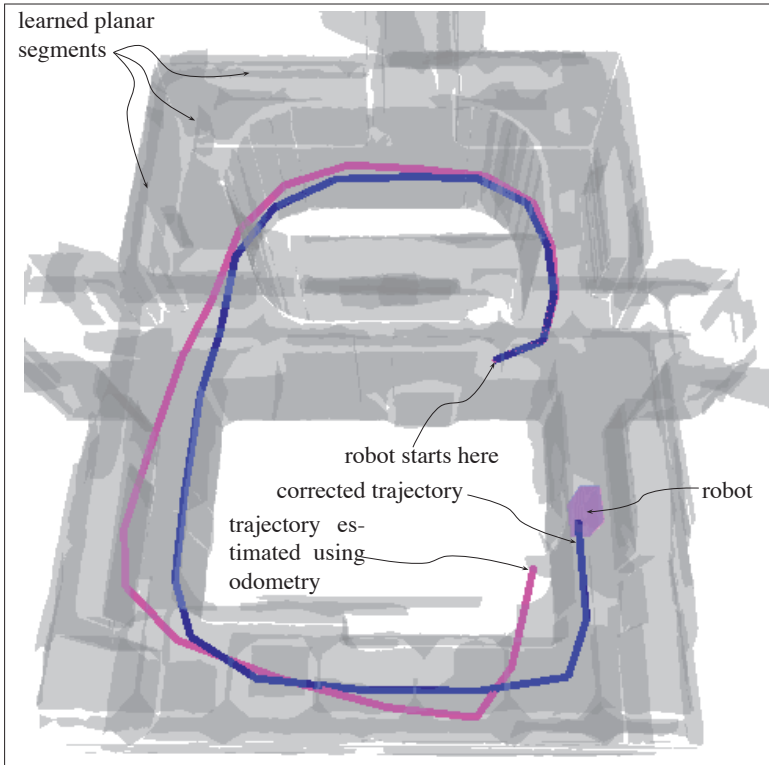 learned planar
segments
robot starts here
corrected trajectory
robot
trajectory es-
timated using
odometry